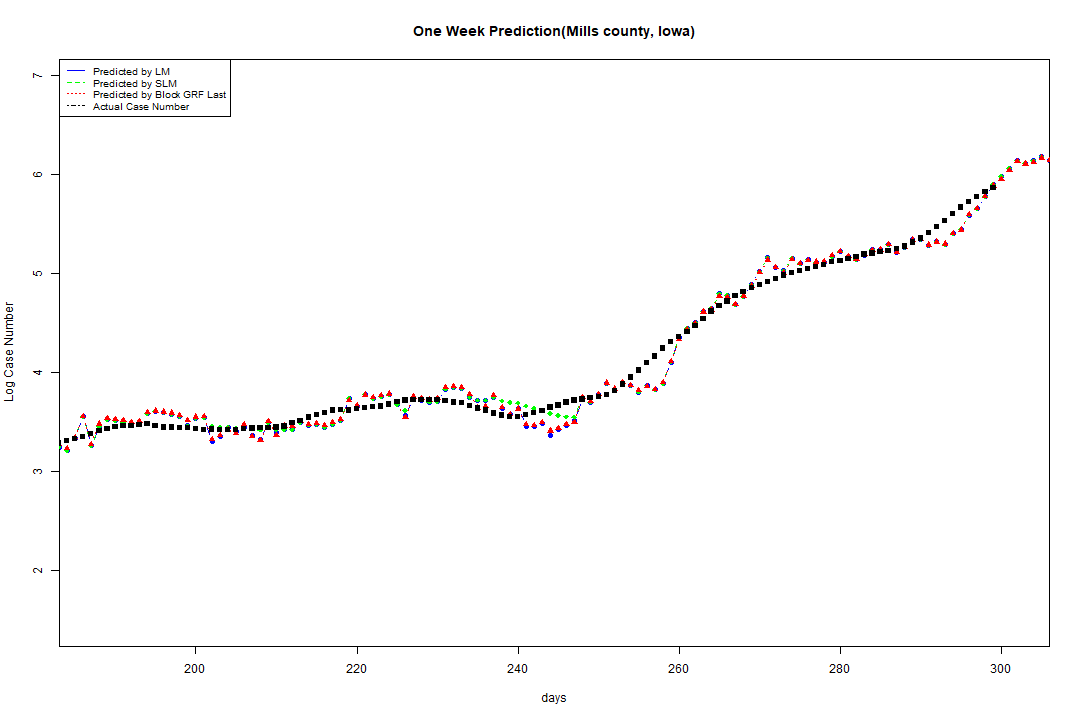 One Week Prediction(Mills county, Iowa)
Predicted by LM
Predicted by SLM
Predicted by Block GRF Last
Actual Case Number
7
6
5
4
3
2
Log Case Number
200 220 240 260 280 300
days